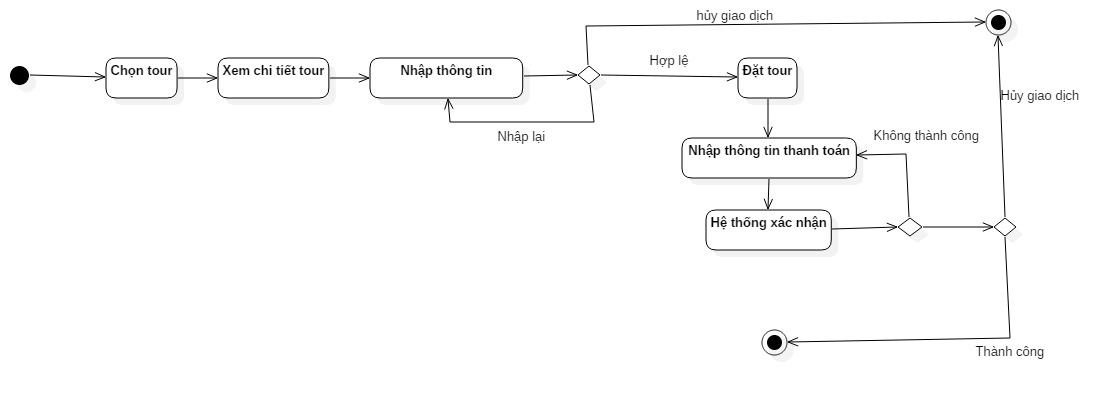 hủy giao dịch
Chọn tour
Xem chi tiết tour
Nhập thông tin
Hợp lệ
Đặt tour
Hủy giao dịch
Nhập lại
Không thành công
Nhập thông tin thanh toán
Hệ thống xác nhận
Thành công